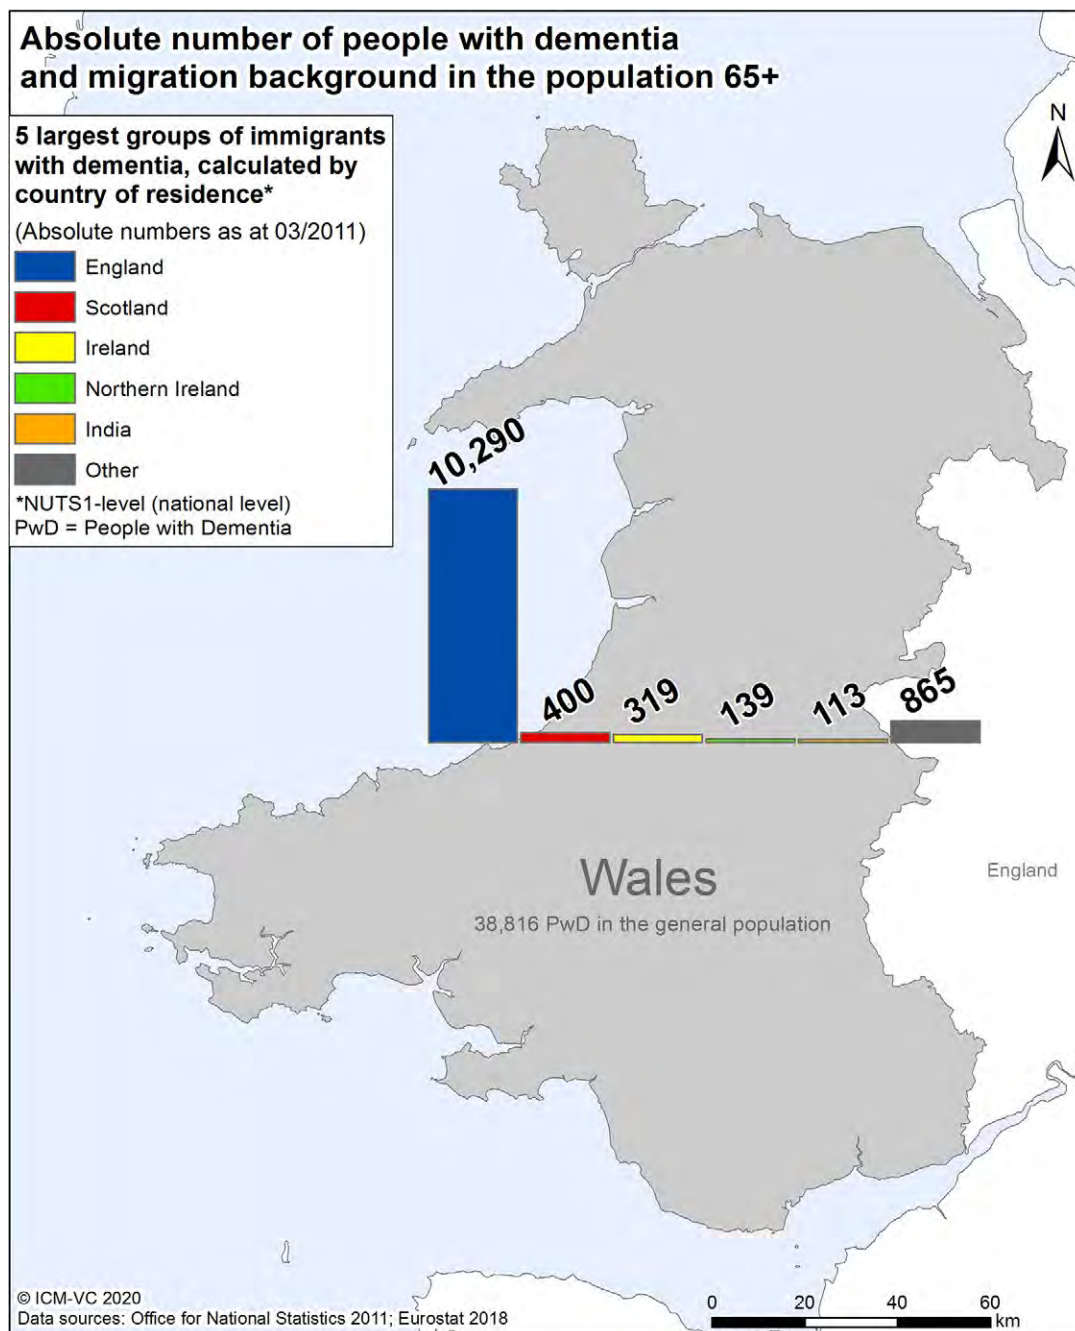 Absolute number of people with dementia
and migration background in the population 65+
5 largest groups of immigrants
with dementia, calculated by
country of residence*
(Absolute numbers as at 03/2011)
England
Scotland
Ireland
Northern Ireland
India
Other
*NUTS1-level (national level)
PwD = People with Dementia
N
10,290
400
319
139
113
865
Wales
38,816 PwD in the general population
England
© ICM-VC 2020
Data sources: Office for National Statistics 2011; Eurostat 2018
0 20 40 60
km